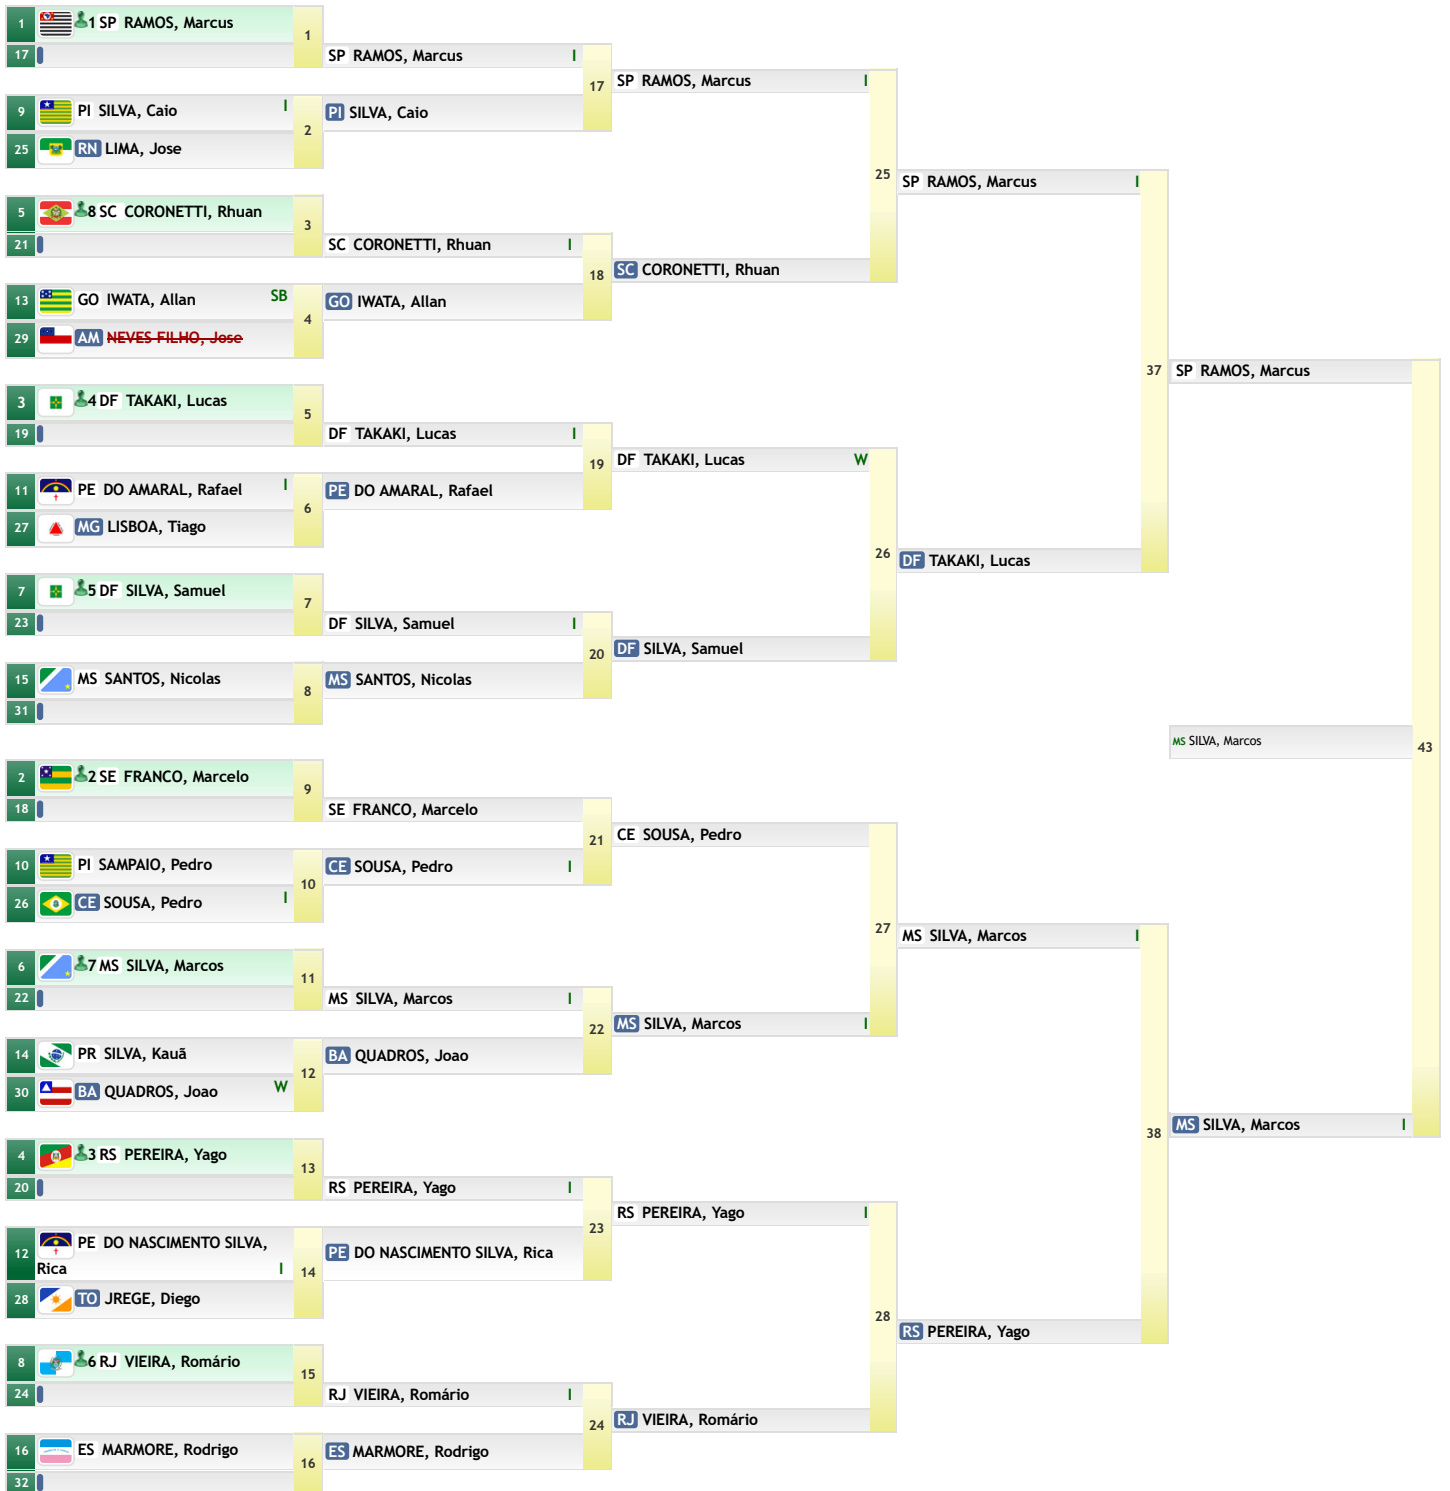 1 1 SP RAMOS, Marcus
17
1
9 PI SILVA, Caio I
25 RN LIMA, Jose
2
5 8 SC CORONETTI, Rhuan
21
3
13 GO IWATA, Allan SB
29 AM NEVES FILHO, Jose
4
3 4 DF TAKAKI, Lucas
19
5
11 PE DO AMARAL, Rafael I
27 MG LISBOA, Tiago
6
7 5 DF SILVA, Samuel
23
7
15 MS SANTOS, Nicolas
31
8
2 2 SE FRANCO, Marcelo
18
9
10 PI SAMPAIO, Pedro
26 CE SOUSA, Pedro I
10
6 7 MS SILVA, Marcos
22
11
14 PR SILVA, Kauã
30 BA QUADROS, Joao W
12
4 3 RS PEREIRA, Yago
20
13
12 PE DO NASCIMENTO SILVA,
Rica I
28 TO JREGE, Diego
14
8 6 RJ VIEIRA, Romário
24
15
16 ES MARMORE, Rodrigo
32
16
SP RAMOS, Marcus I
PI SILVA, Caio
17
SC CORONETTI, Rhuan I
GO IWATA, Allan
18
DF TAKAKI, Lucas I
PE DO AMARAL, Rafael
19
DF SILVA, Samuel I
MS SANTOS, Nicolas
20
SE FRANCO, Marcelo
CE SOUSA, Pedro I
21
MS SILVA, Marcos I
BA QUADROS, Joao
22
RS PEREIRA, Yago I
PE DO NASCIMENTO SILVA, Rica
23
RJ VIEIRA, Romário I
ES MARMORE, Rodrigo
24
SP RAMOS, Marcus I
SC CORONETTI, Rhuan
25
DF TAKAKI, Lucas W
DF SILVA, Samuel
26
CE SOUSA, Pedro
MS SILVA, Marcos I
27
RS PEREIRA, Yago I
RJ VIEIRA, Romário
28
SP RAMOS, Marcus I
DF TAKAKI, Lucas
37
MS SILVA, Marcos I
RS PEREIRA, Yago
38
SP RAMOS, Marcus
MS SILVA, Marcos
43
MS SILVA, Marcos I